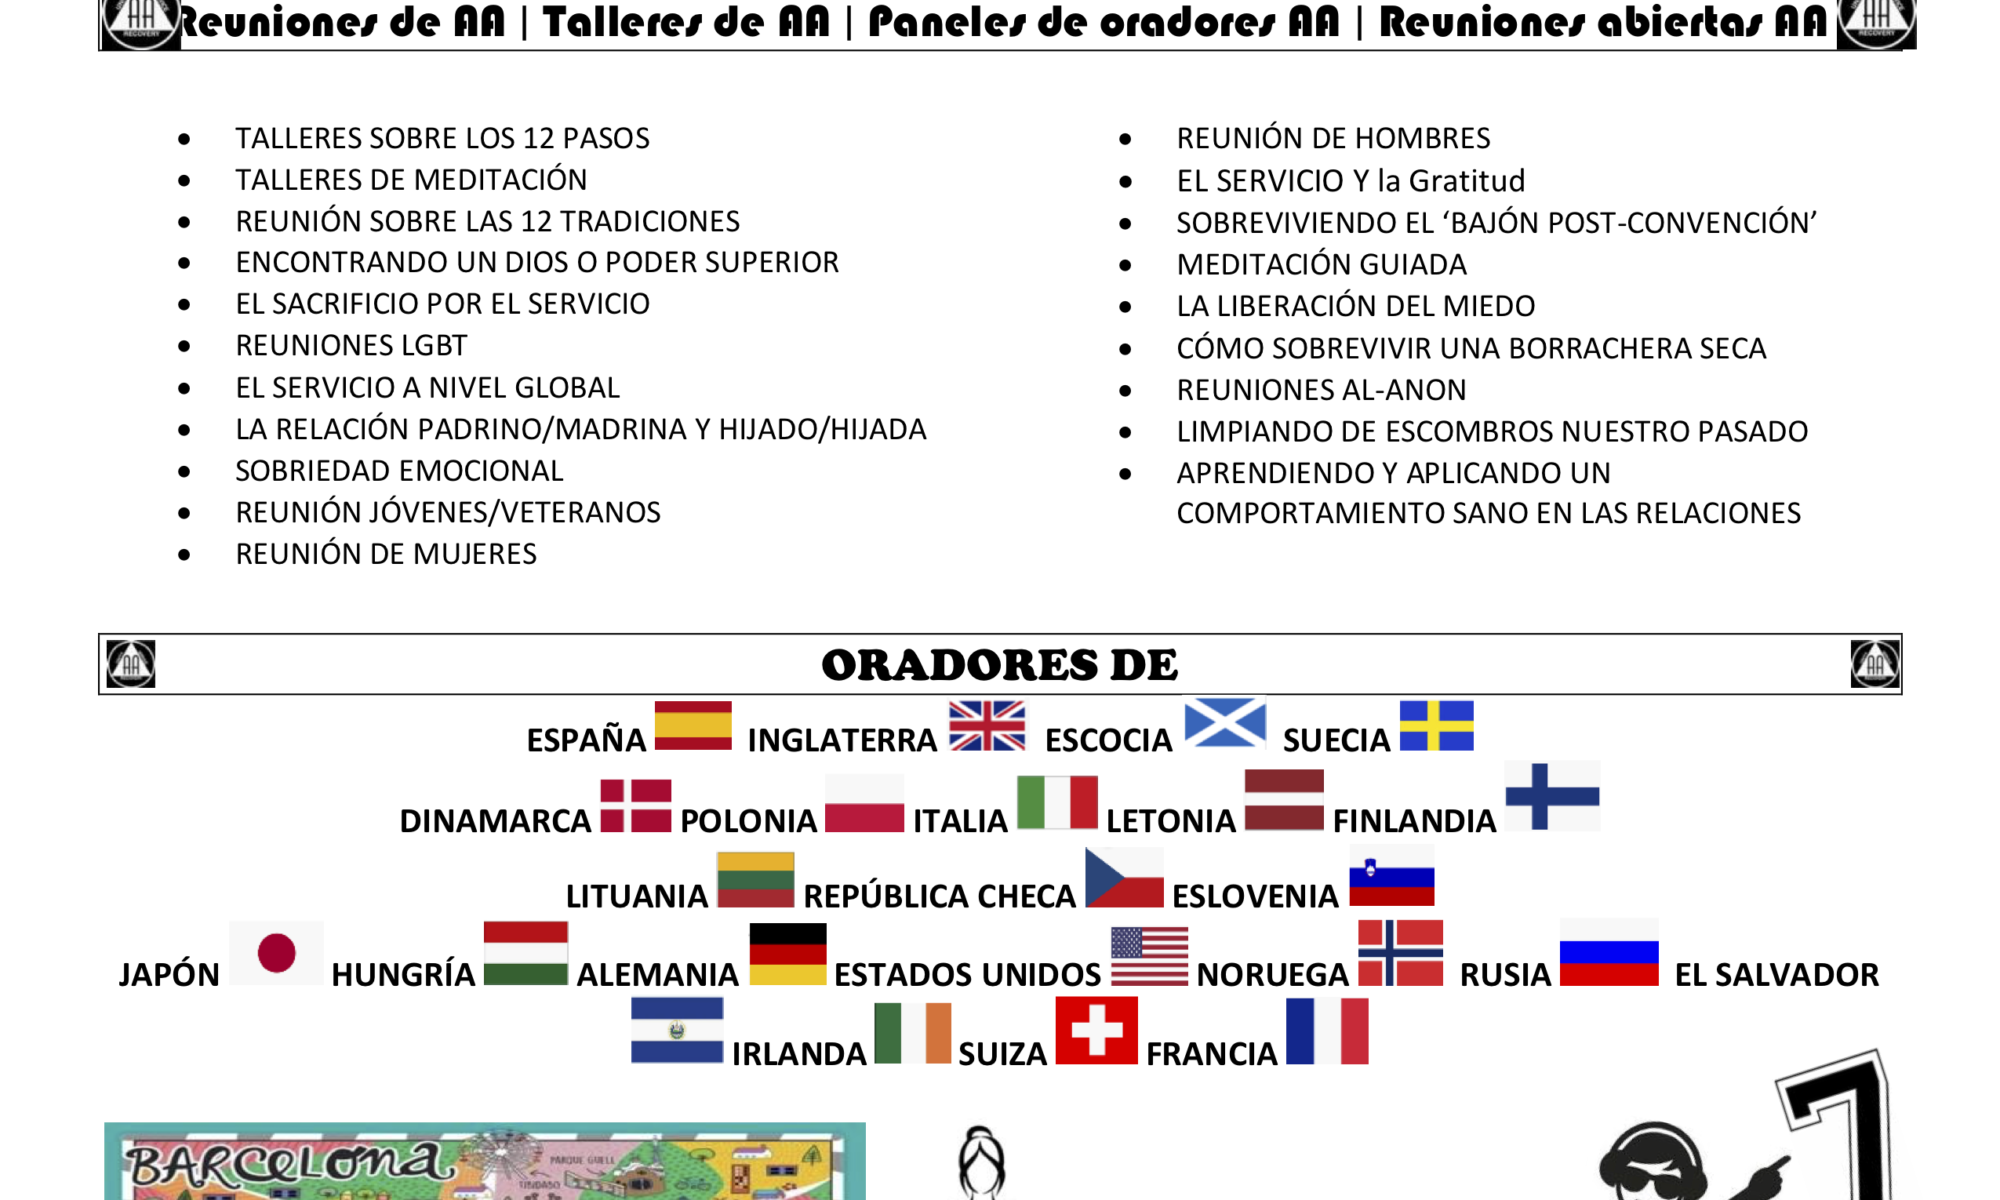 Reuniones de AA | Talleres de AA | Paneles de oradores AA | Reuniones abiertas AA
• TALLERES SOBRE LOS 12 PASOS
• TALLERES DE MEDITACIÓN
• REUNIÓN SOBRE LAS 12 TRADICIONES
• ENCONTRANDO UN DIOS O PODER SUPERIOR
• EL SACRIFICIO POR EL SERVICIO
• REUNIONES LGBT
• EL SERVICIO A NIVEL GLOBAL
• LA RELACIÓN PADRINO/MADRINA Y HIJADO/HIJADA
• SOBRIEDAD EMOCIONAL
• REUNIÓN JÓVENES/VETERANOS
• REUNIÓN DE MUJERES
• REUNIÓN DE HOMBRES
• EL SERVICIO Y la Gratitud
• SOBREVIVIENDO EL ‘BAJÓN POST-CONVENCIÓN’
• MEDITACIÓN GUIADA
• LA LIBERACIÓN DEL MIEDO
• CÓMO SOBREVIVIR UNA BORRACHERA SECA
• REUNIONES AL-ANON
• LIMPIANDO DE ESCOMBROS NUESTRO PASADO
• APRENDIENDO Y APLICANDO UN
COMPORTAMIENTO SANO EN LAS RELACIONES
AA
ORADORES DE
AA
ESPAÑA INGLATERRA ESCOCIA SUECIA
DINAMARCA POLONIA ITALIA LETONIA FINLANDIA
LITUANIA REPÚBLICA CHECA ESLOVENIA
JAPÓN HUNGRÍA ALEMANIA ESTADOS UNIDOS NORUEGA RUSIA EL SALVADOR
IRLANDA SUIZA FRANCIA
BARCELONA
PARQUE GUELL
TIBIDABO
7